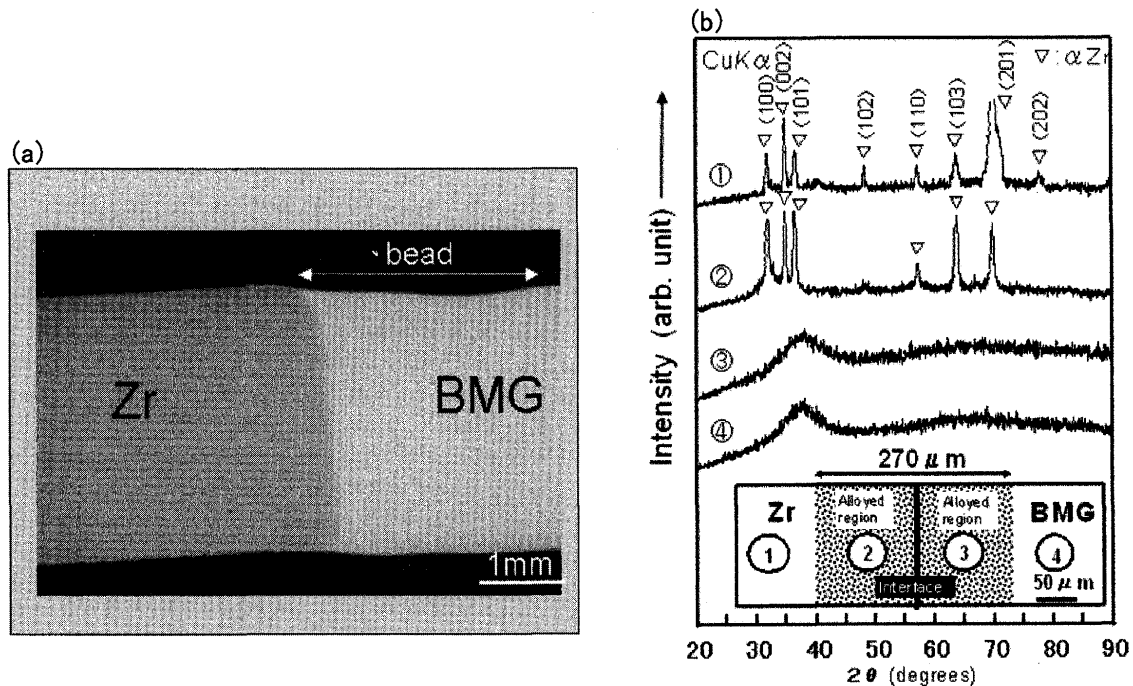 (a)
bead
Zr
BMG
1mm
(b)
CuKα
▽:αZr
(100)
(002)
(101)
(102)
(110)
(103)
(201)
(202)
①
②
③
④
Intensity (arb. unit)
270 μm
Zr
Alloyed region
Alloyed region
BMG
1
2
3
4
Interface
50 μm
20 30 40 50 60 70 80 90
2θ (degrees)